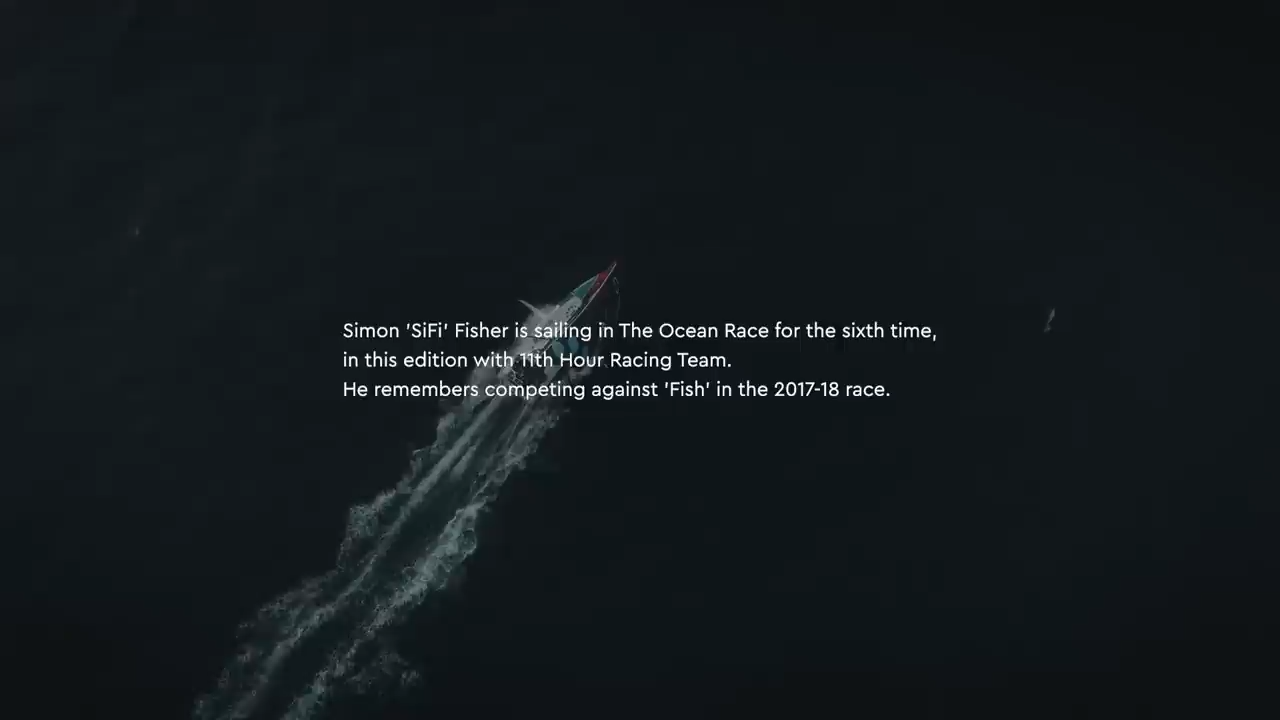 Simon 'SiFi' Fisher is sailing in The Ocean Race for the sixth time,
in this edition with 11th Hour Racing Team.
He remembers competing against 'Fish' in the 2017-18 race.